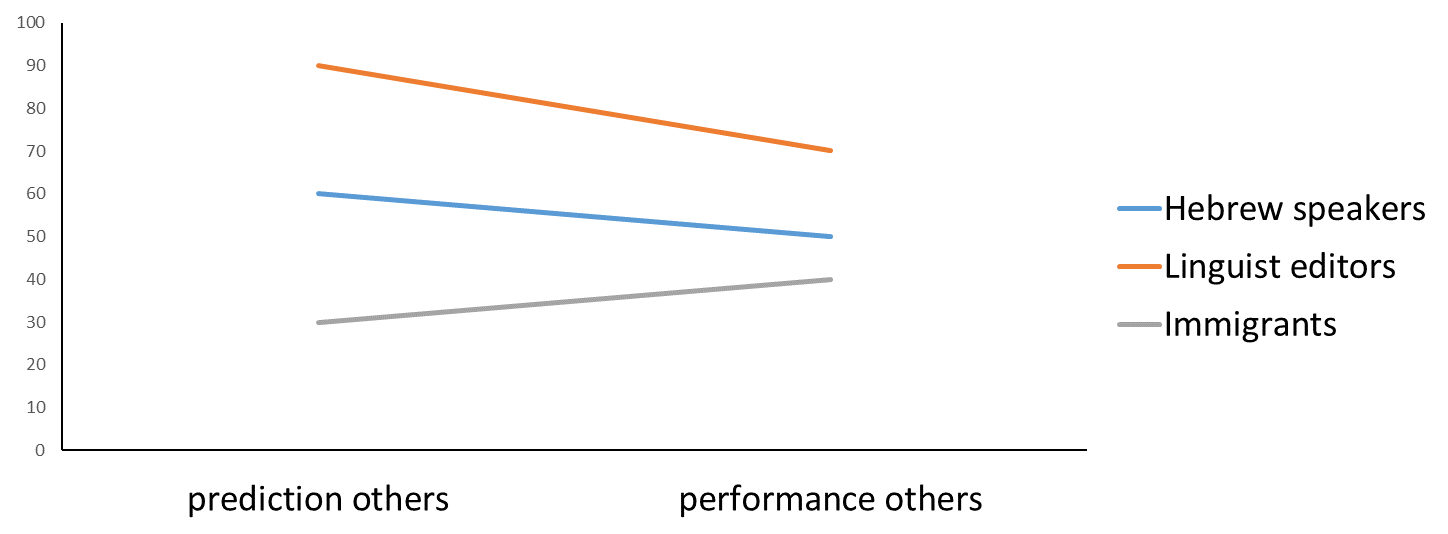 100
90
80
70
60
50
40
30
20
10
0
prediction others
performance others
Hebrew speakers
Linguist editors
Immigrants